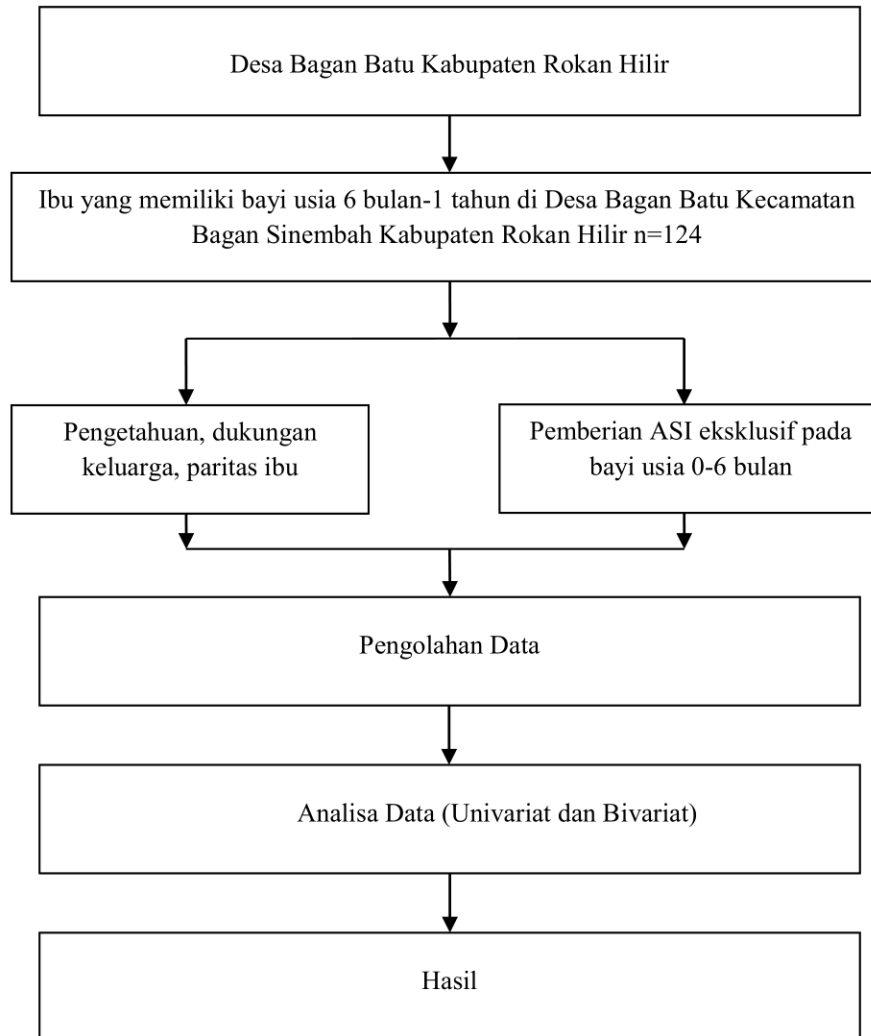 Desa Bagan Batu Kabupaten Rokan Hilir
Ibu yang memiliki bayi usia 6 bulan-1 tahun di Desa Bagan Batu Kecamatan
Bagan Sinembah Kabupaten Rokan Hilir n=124
Pengetahuan, dukungan
keluarga, paritas ibu
Pemberian ASI eksklusif pada
bayi usia 0-6 bulan
Pengolahan Data
Analisa Data (Univariat dan Bivariat)
Hasil